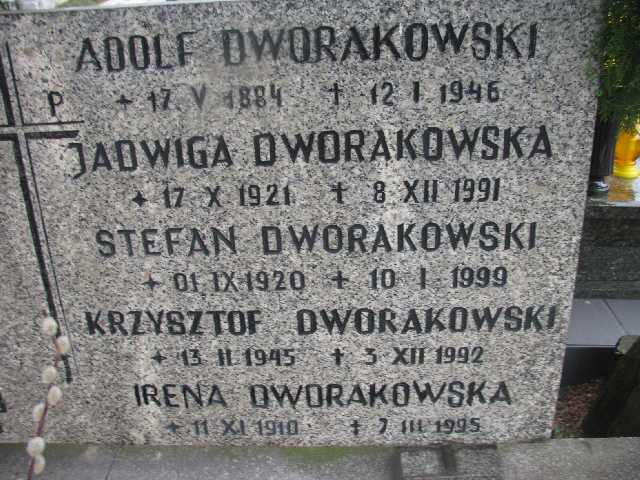 ADOLF DWORAKOWSKI
P + 17 V 1884 + 12 I 1946
JADWIGA DWORAKOWSKA
+ 17 X 1921 + 8 XII 1991
STEFAN DWORAKOWSKI
+ 01 IX 1920 + 10 I 1999
KRZYSZTOF DWORAKOWSKI
+ 13 II 1945 + 3 XII 1992
IRENA DWORAKOWSKA
+ 11 XI 1910 + 7 III 1995